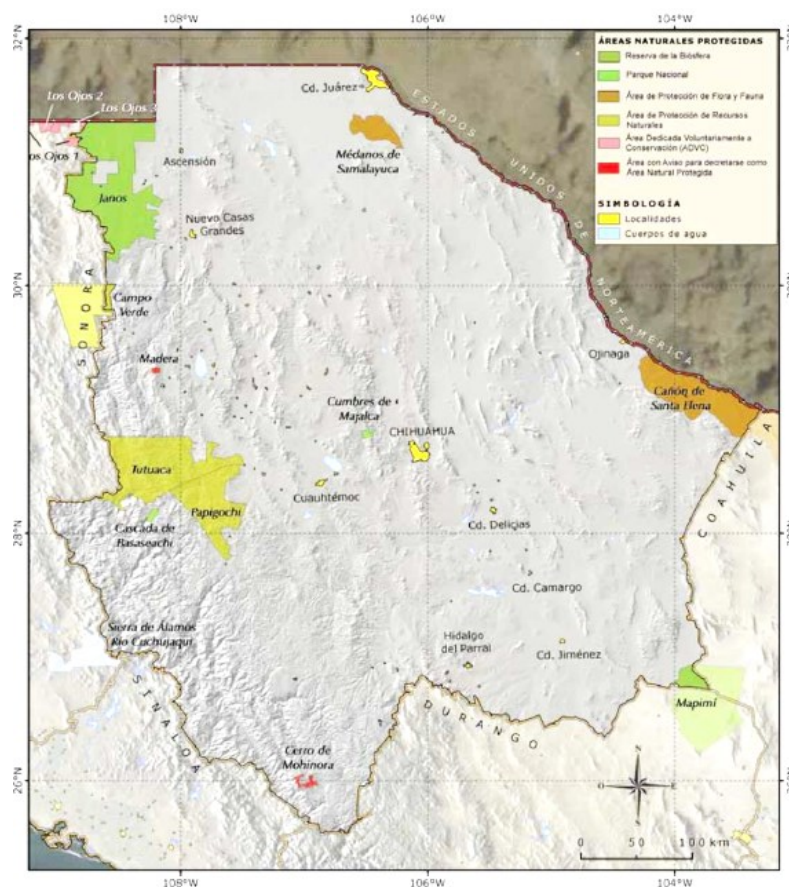 108°W
106°W
104°W
32°N
ÁREAS NATURALES PROTEGIDAS
Reserva de la Biósfera
Parque Nacional
Área de Protección de Flora y Fauna
Área de Protección de Recursos
Naturales
Área Dedicada Voluntariamente a
Conservación (ADVC)
Área con Aviso para decretarse como
Área Natural Protegida
SIMBOLOGÍA
Localidades
Cuerpos de agua
Cd. Juárez
ESTADOS UNIDOS DE NORTEAMÉRICA
Los Ojos 2
Los Ojos 3
Los Ojos 1
Médanos de
Samalayuca
Ascensión
Janos
Nuevo Casas
Grandes
30°N
SONORA
Campo
Verde
Madera
Ojinaga
Cañón de
Santa Elena
Cumbres de
Majalca
CHIHUAHUA
COAHUILA
Tutuaca
Papigochi
Cuauhtémoc
Cd. Delicias
28°N
Cascada de
Basaseachi
Cd. Camargo
Sierra de Álamos
Río Cuchujaqui
Hidalgo
del Parral
Cd. Jiménez
Mapimí
SINALOA
DURANGO
Cerro de
Mohinora
26°N
N
O
E
S
0
50
100 km
108°W
106°W
104°W